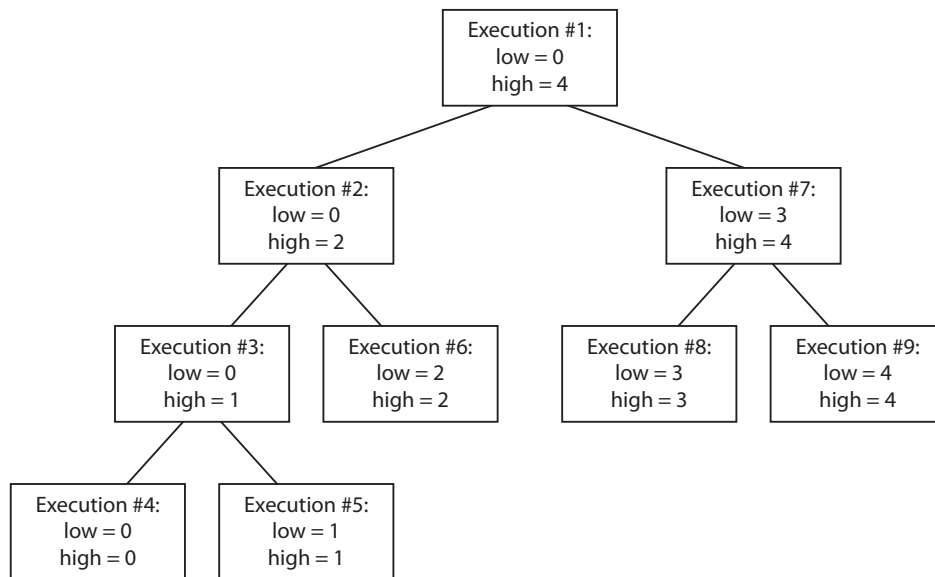 Execution #1:
low = 0
high = 4
Execution #2:
low = 0
high = 2
Execution #7:
low = 3
high = 4
Execution #3:
low = 0
high = 1
Execution #6:
low = 2
high = 2
Execution #8:
low = 3
high = 3
Execution #9:
low = 4
high = 4
Execution #4:
low = 0
high = 0
Execution #5:
low = 1
high = 1